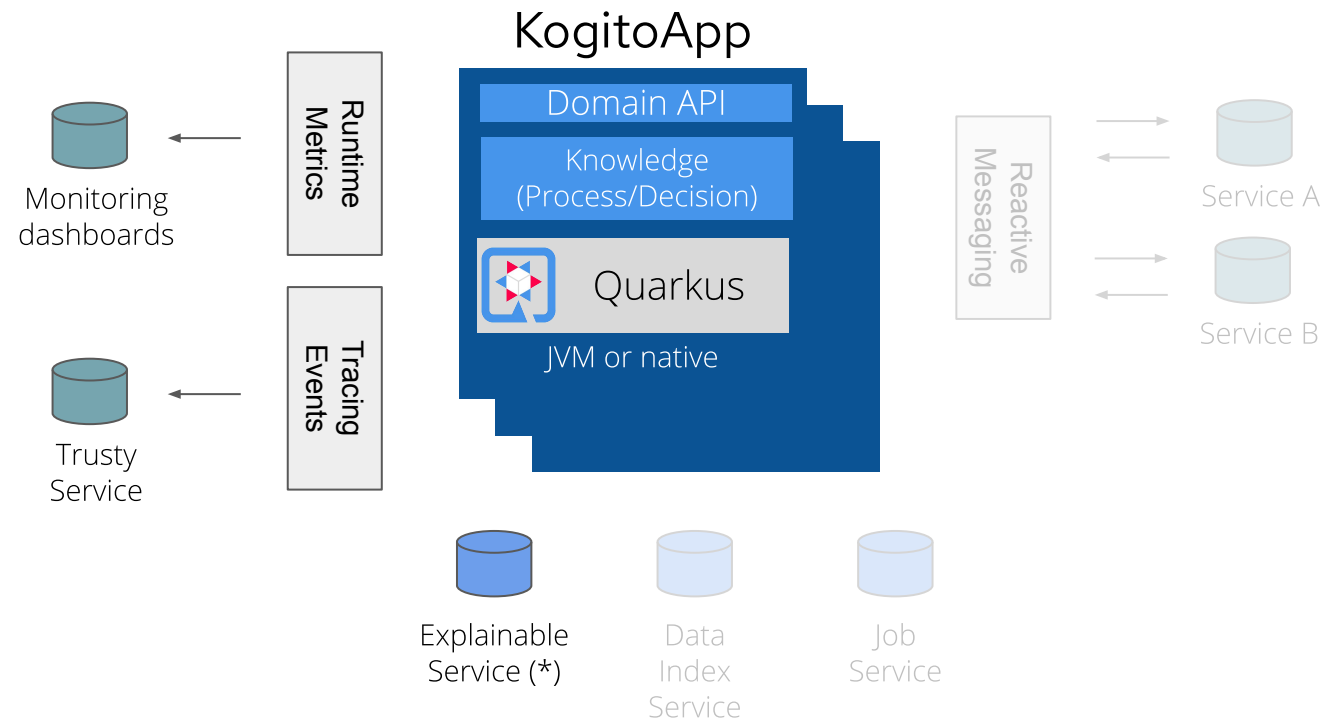 KogitoApp
Domain API
Knowledge
(Process/Decision)
Quarkus
JVM or native
Runtime
Metrics
Monitoring
dashboards
Tracing
Events
Trusty
Service
Reactive
Messaging
Service A
Service B
Explainable
Service (*)
Data
Index
Service
Job
Service